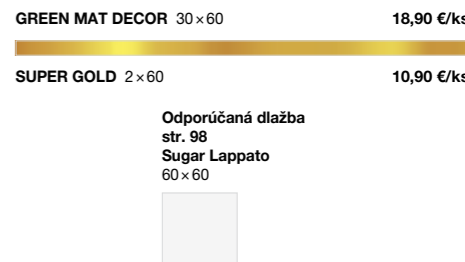 GREEN MAT DECOR 30×60 18,90 €/ks
SUPER GOLD 2×60 10,90 €/ks
Odporúčaná dlažba
str. 98
Sugar Lappato
60×60